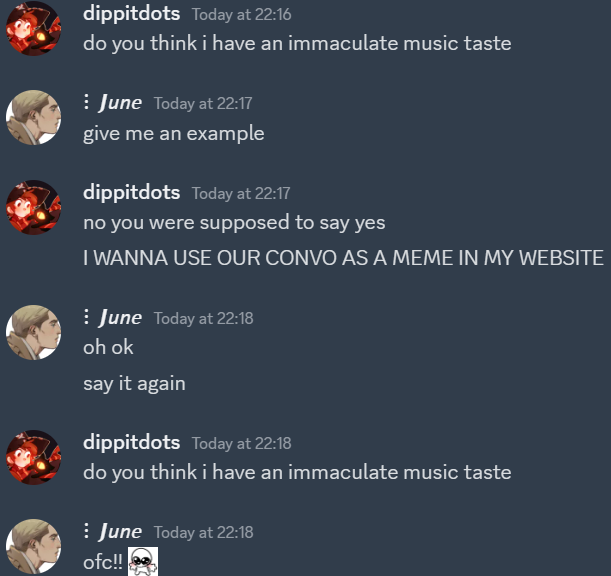 dippitdots Today at 22:16
do you think i have an immaculate music taste
⋮ June Today at 22:17
give me an example
dippitdots Today at 22:17
no you were supposed to say yes
I WANNA USE OUR CONVO AS A MEME IN MY WEBSITE
⋮ June Today at 22:18
oh ok
say it again
dippitdots Today at 22:18
do you think i have an immaculate music taste
⋮ June Today at 22:18
ofc!!